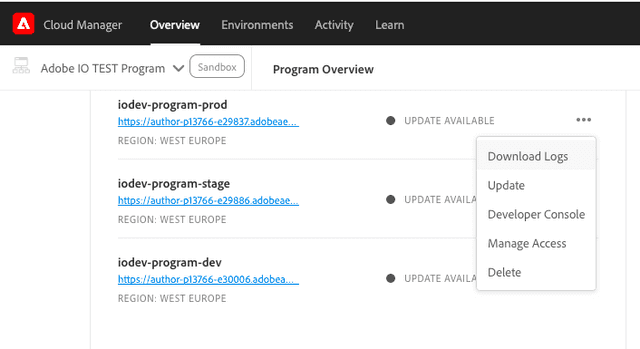 Cloud Manager Overview Environments Activity Learn
Adobe IO TEST Program Sandbox Program Overview
iodev-program-prod
https://author-p13766-e29837.adobeae...
UPDATE AVAILABLE
REGION: WEST EUROPE
Download Logs
Update
Developer Console
Manage Access
Delete
iodev-program-stage
https://author-p13766-e29886.adobeae...
UPDATE AVAILA
REGION: WEST EUROPE
iodev-program-dev
https://author-p13766-e30006.adobea...
UPDATE AVAILA
REGION: WEST EUROPE